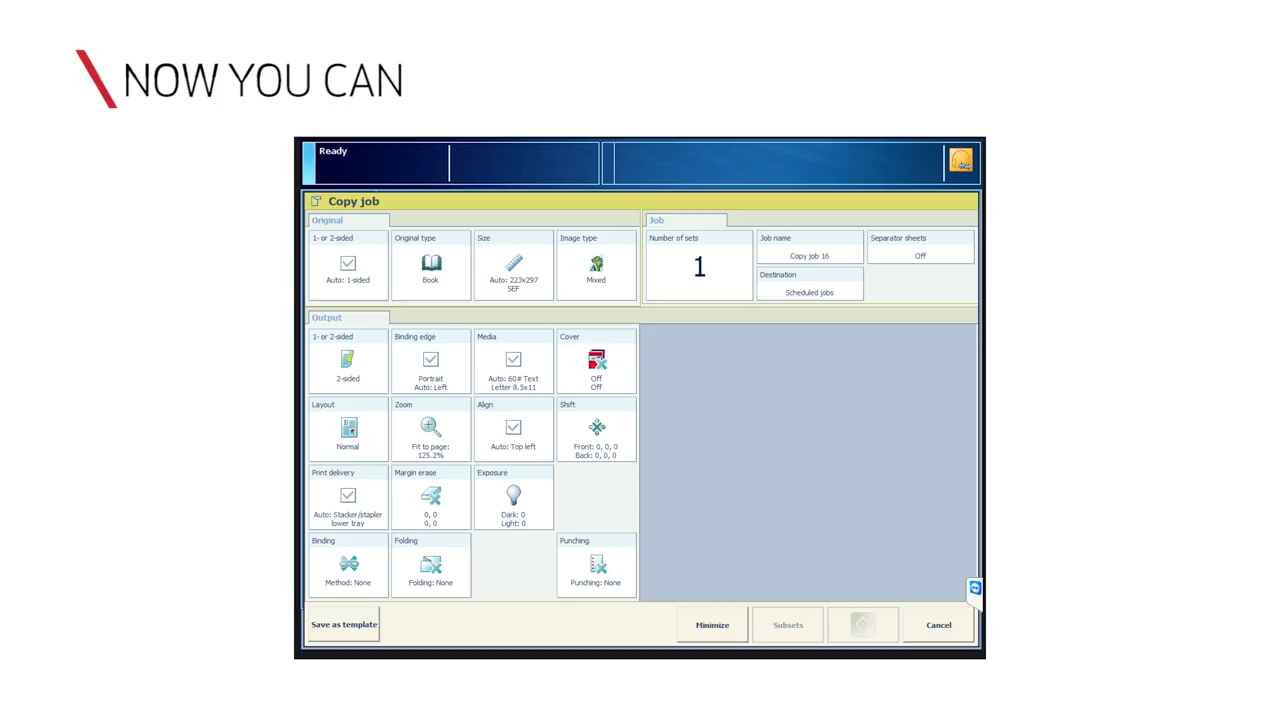 NOW YOU CAN
Ready
Copy job
Original
Job
1- or 2-sided
Auto: 1-sided
Original type
Book
Size
Auto: 223x297
SEF
Image type
Mixed
Number of sets
1
Job name
Copy job 16
Separator sheets
Off
Destination
Scheduled jobs
Output
1- or 2-sided
2-sided
Binding edge
Portrait
Auto: Left
Media
Auto: 60# Text
Letter 8.5x11
Cover
Off
Off
Layout
Normal
Zoom
Fit to page:
125.2%
Align
Auto: Top left
Shift
Front: 0, 0, 0
Back: 0, 0, 0
Print delivery
Auto: Stacker/stapler
lower tray
Margin erase
0, 0
0, 0
Exposure
Dark: 0
Light: 0
Binding
Method: None
Folding
Folding: None
Punching
Punching: None
Save as template
Minimize
Subsets
Cancel